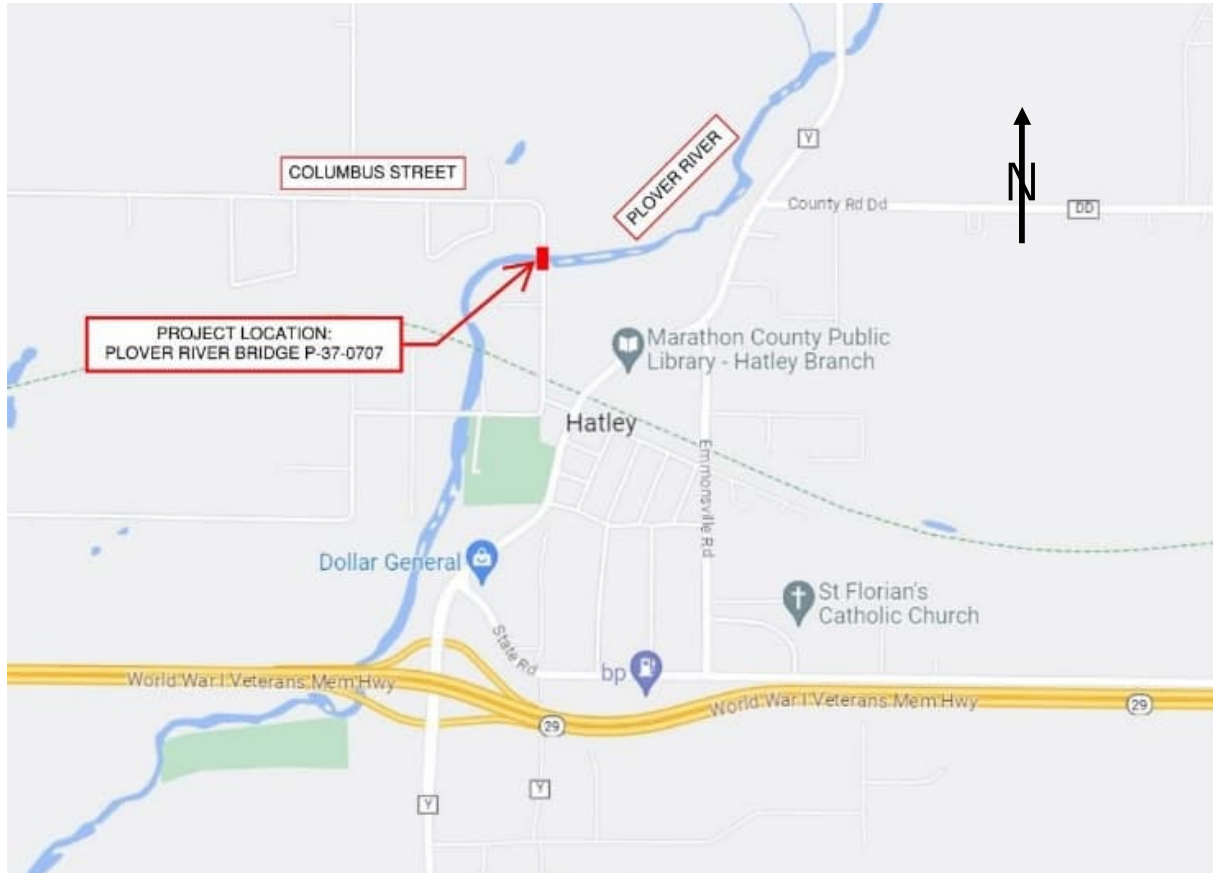 Y
COLUMBUS STREET
PLOVER RIVER
N
County Rd Dd
DD
PROJECT LOCATION:
PLOVER RIVER BRIDGE P-37-0707
Marathon County Public
Library - Hatley Branch
Hatley
Emmonsville Rd
Dollar General
St Florian's
Catholic Church
State Rd
bp
World War I Veterans Mem Hwy
World War I Veterans Mem Hwy
29
29
Y
Y